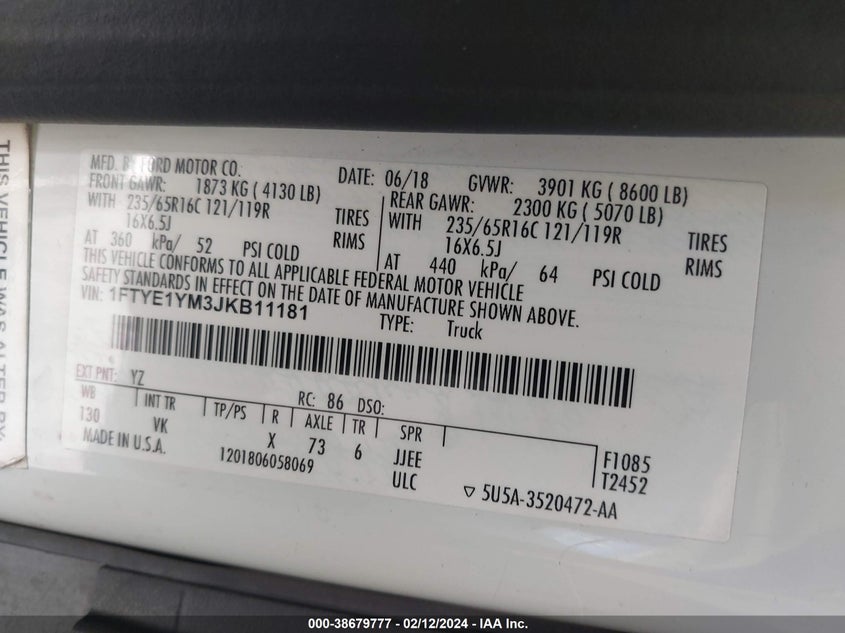 MFD. BY FORD MOTOR CO. DATE: 06/18 GVWR: 3901 KG ( 8600 LB)
FRONT GAWR: 1873 KG ( 4130 LB) REAR GAWR: 2300 KG ( 5070 LB)
WITH 235/65R16C 121/119R TIRES WITH 235/65R16C 121/119R TIRES
16X6.5J RIMS 16X6.5J RIMS
AT 360 kPa/ 52 PSI COLD AT 440 kPa/ 64 PSI COLD
THIS VEHICLE CONFORMS TO ALL APPLICABLE FEDERAL MOTOR VEHICLE
SAFETY STANDARDS IN EFFECT ON THE DATE OF MANUFACTURE SHOWN ABOVE.
VIN: 1FTYE1YM3JKB11181 TYPE: Truck
EXT PNT: YZ RC: 86 DSO:
WB INT TR TP/PS R AXLE TR SPR
130 VK X 73 6 JJEE F1085
MADE IN U.S.A. 1201806058069 ULC T2452
▽ 5U5A-3520472-AA
THIS VEHICLE WAS ALTER BY
000-38679777 - 02/12/2024 - IAA Inc.